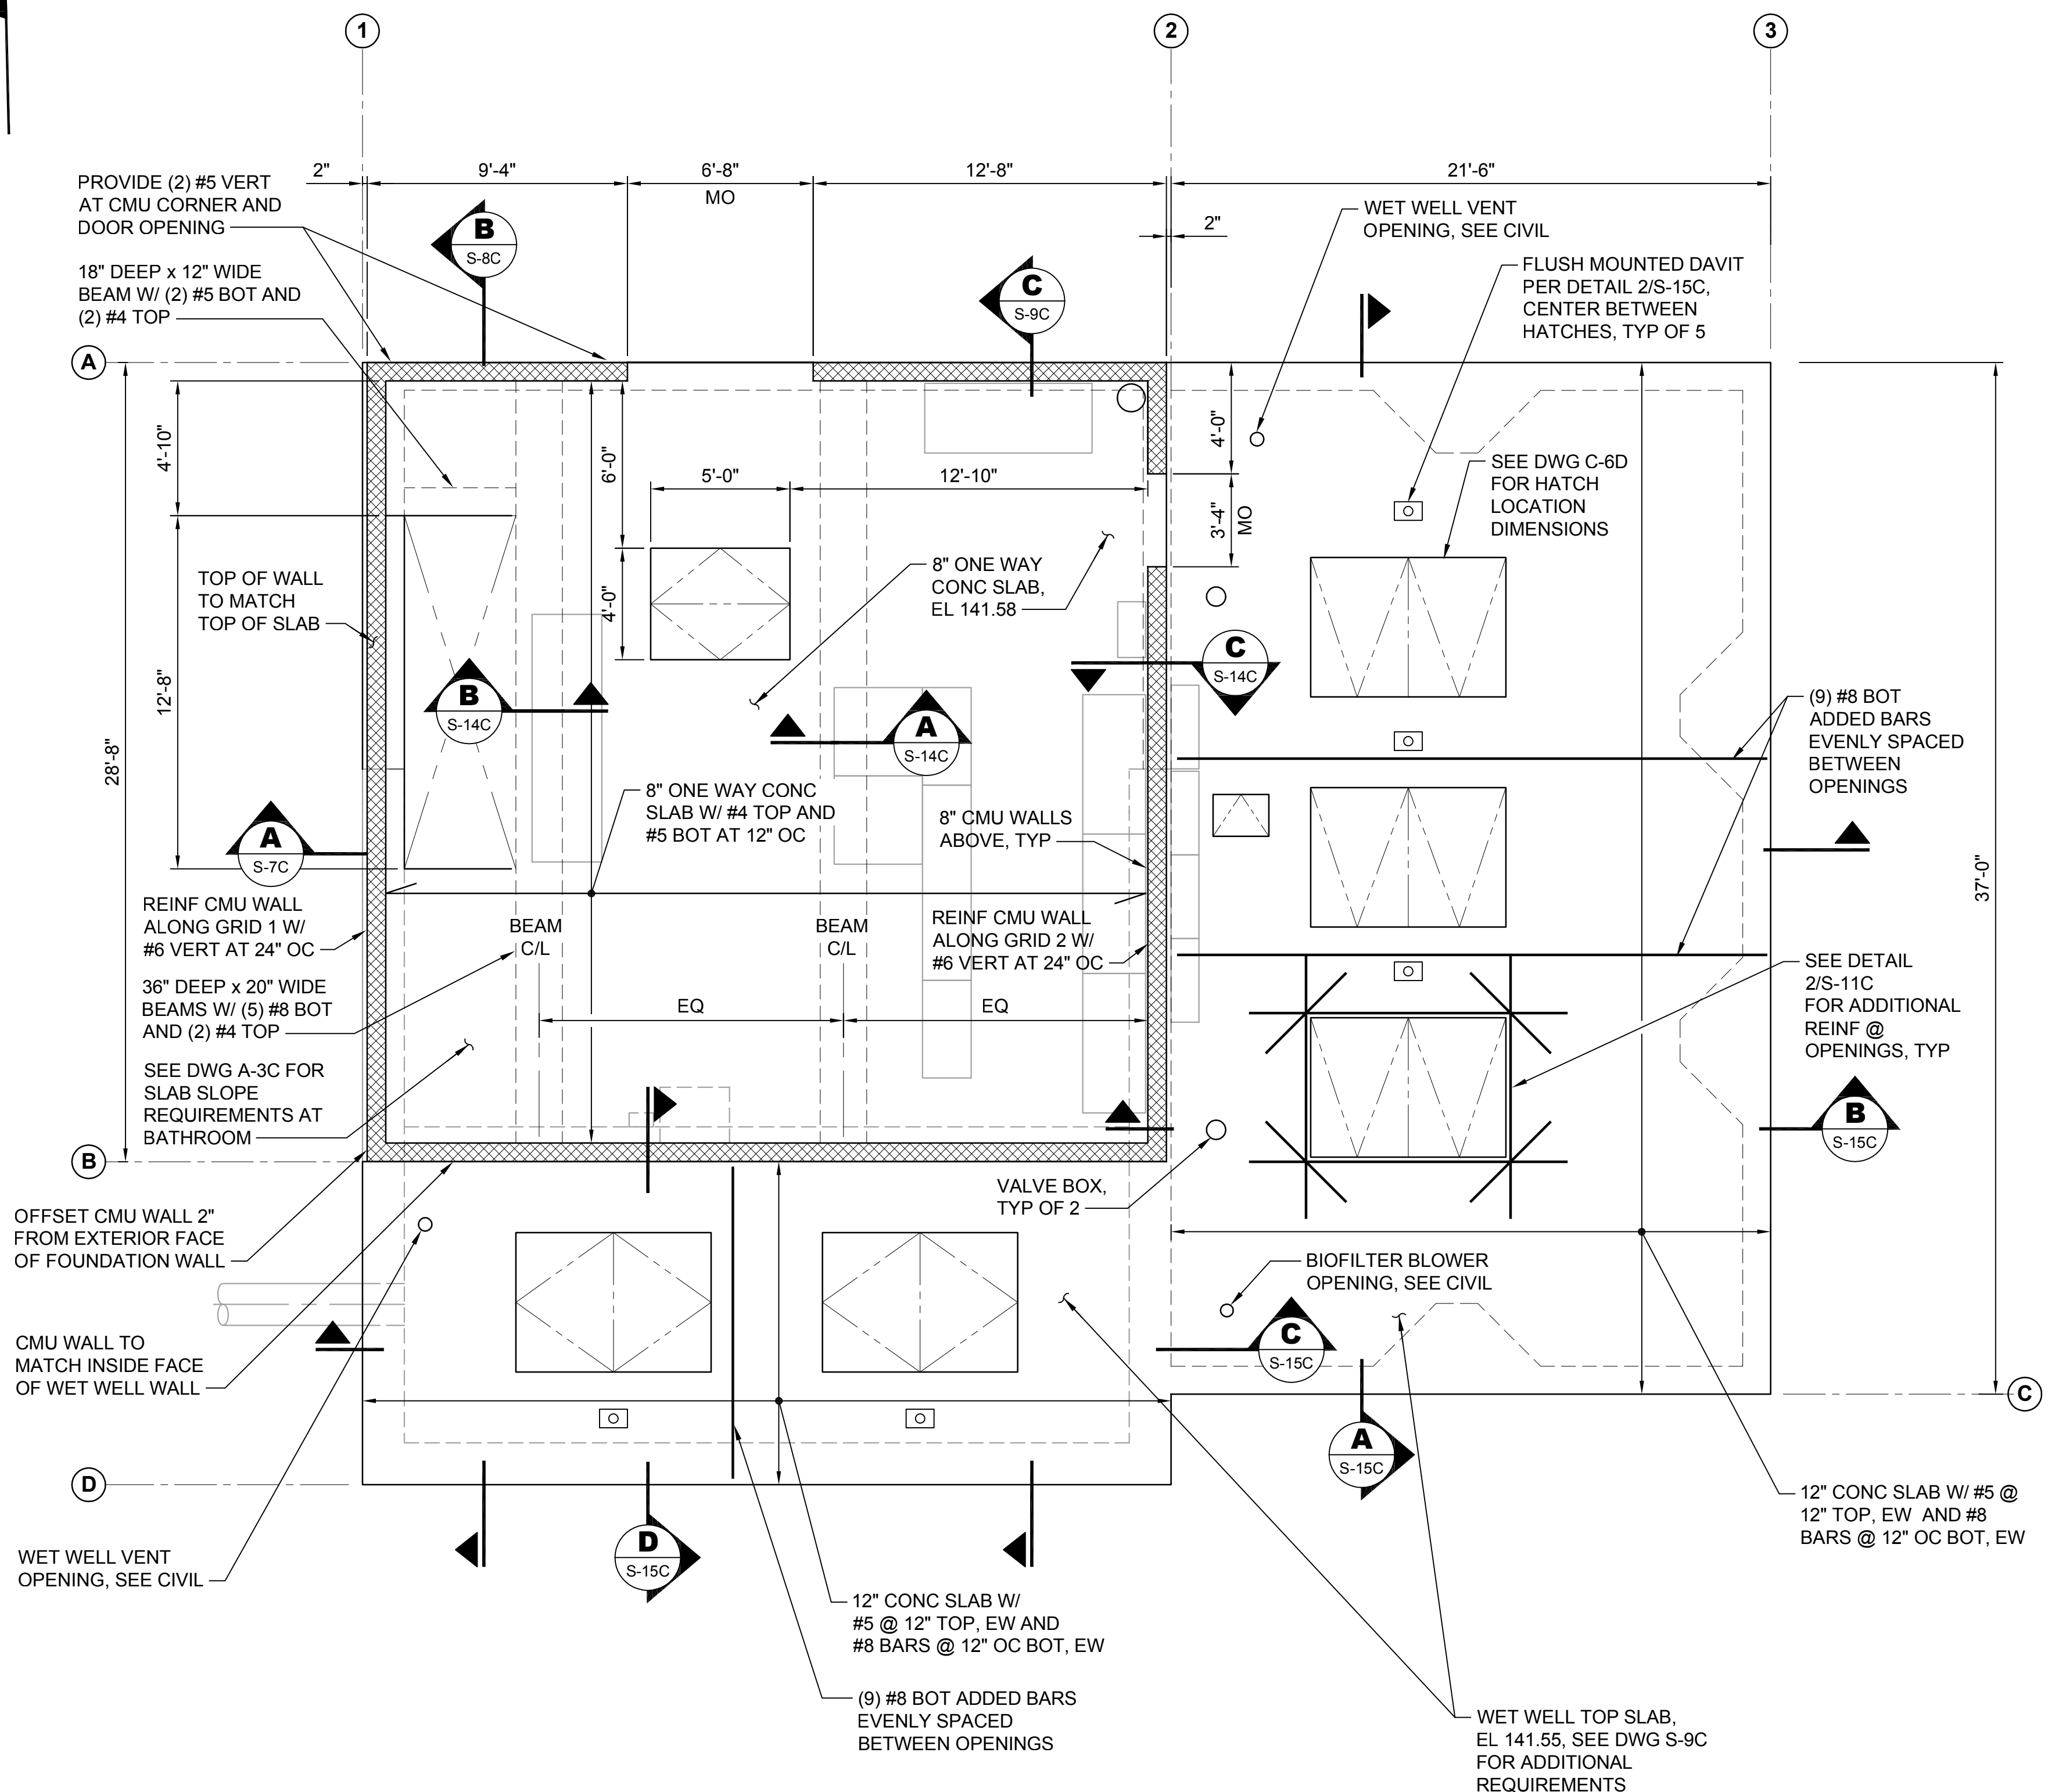 1
2
3
2"
9'-4"
6'-8"
MO
12'-8"
21'-6"
2"
PROVIDE (2) #5 VERT
AT CMU CORNER AND
DOOR OPENING
18" DEEP x 12" WIDE
BEAM W/ (2) #5 BOT AND
(2) #4 TOP
B
S-8C
C
S-9C
WET WELL VENT
OPENING, SEE CIVIL
FLUSH MOUNTED DAVIT
PER DETAIL 2/S-15C,
CENTER BETWEEN
HATCHES, TYP OF 5
A
4'-10"
6'-0"
5'-0"
12'-10"
4'-0"
3'-4"
MO
SEE DWG C-6D
FOR HATCH
LOCATION
DIMENSIONS
TOP OF WALL
TO MATCH
TOP OF SLAB
4'-0"
8" ONE WAY
CONC SLAB,
EL 141.58
12'-8"
28'-8"
B
S-14C
A
S-14C
C
S-14C
(9) #8 BOT
ADDED BARS
EVENLY SPACED
BETWEEN
OPENINGS
8" ONE WAY CONC
SLAB W/ #4 TOP AND
#5 BOT AT 12" OC
8" CMU WALLS
ABOVE, TYP
A
S-7C
37'-0"
REINF CMU WALL
ALONG GRID 1 W/
#6 VERT AT 24" OC
BEAM
C/L
BEAM
C/L
REINF CMU WALL
ALONG GRID 2 W/
#6 VERT AT 24" OC
36" DEEP x 20" WIDE
BEAMS W/ (5) #8 BOT
AND (2) #4 TOP
EQ
EQ
SEE DETAIL
2/S-11C
FOR ADDITIONAL
REINF @
OPENINGS, TYP
SEE DWG A-3C FOR
SLAB SLOPE
REQUIREMENTS AT
BATHROOM
B
S-15C
B
VALVE BOX,
TYP OF 2
OFFSET CMU WALL 2"
FROM EXTERIOR FACE
OF FOUNDATION WALL
BIOFILTER BLOWER
OPENING, SEE CIVIL
CMU WALL TO
MATCH INSIDE FACE
OF WET WELL WALL
C
S-15C
C
A
S-15C
D
12" CONC SLAB W/ #5 @
12" TOP, EW AND #8
BARS @ 12" OC BOT, EW
WET WELL VENT
OPENING, SEE CIVIL
D
S-15C
12" CONC SLAB W/
#5 @ 12" TOP, EW AND
#8 BARS @ 12" OC BOT, EW
(9) #8 BOT ADDED BARS
EVENLY SPACED
BETWEEN OPENINGS
WET WELL TOP SLAB,
EL 141.55, SEE DWG S-9C
FOR ADDITIONAL
REQUIREMENTS